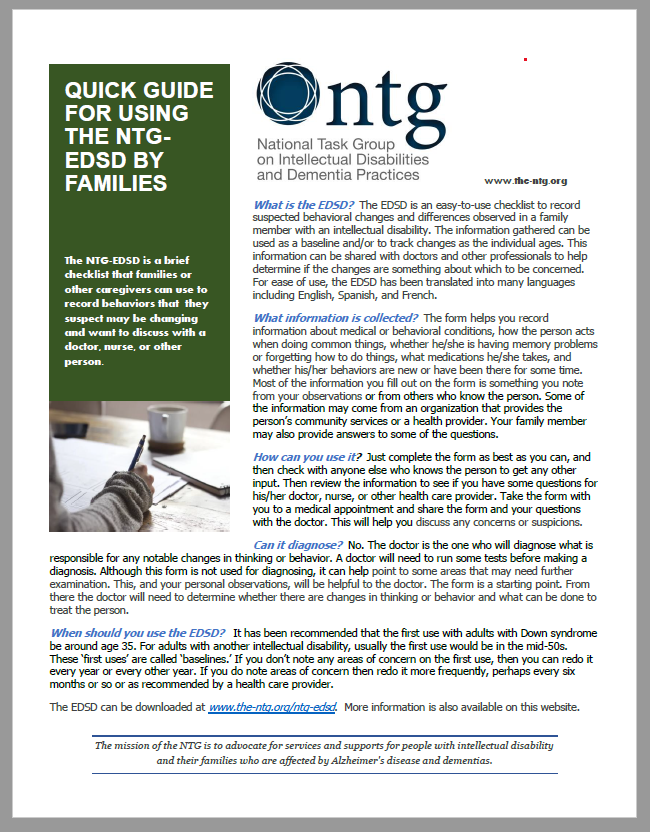 QUICK GUIDE
FOR USING
THE NTG-
EDSD BY
FAMILIES
The NTG-EDSD is a brief
checklist that families or
other caregivers can use to
record behaviors that they
suspect may be changing
and want to discuss with a
doctor, nurse, or other
person.
ntg
National Task Group
on Intellectual Disabilities
and Dementia Practices
www.the-ntg.org
What is the EDSD? The EDSD is an easy-to-use checklist to record
suspected behavioral changes and differences observed in a family
member with an intellectual disability. The information gathered can be
used as a baseline and/or to track changes as the individual ages. This
information can be shared with doctors and other professionals to help
determine if the changes are something about which to be concerned.
For ease of use, the EDSD has been translated into many languages
including English, Spanish, and French.
What information is collected? The form helps you record
information about medical or behavioral conditions, how the person acts
when doing common things, whether he/she is having memory problems
or forgetting how to do things, what medications he/she takes, and
whether his/her behaviors are new or have been there for some time.
Most of the information you fill out on the form is something you note
from your observations or from others who know the person. Some of
the information may come from an organization that provides the
person's community services or a health provider. Your family member
may also provide answers to some of the questions.
How can you use it? Just complete the form as best as you can, and
then check with anyone else who knows the person to get any other
input. Then review the information to see if you have some questions for
his/her doctor, nurse, or other health care provider. Take the form with
you to a medical appointment and share the form and your questions
with the doctor. This will help you discuss any concerns or suspicions.
Can it diagnose? No. The doctor is the one who will diagnose what is
responsible for any notable changes in thinking or behavior. A doctor will need to run some tests before making a
diagnosis. Although this form is not used for diagnosing, it can help point to some areas that may need further
examination. This, and your personal observations, will be helpful to the doctor. The form is a starting point. From
there the doctor will need to determine whether there are changes in thinking or behavior and what can be done to
treat the person.
When should you use the EDSD? It has been recommended that the first use with adults with Down syndrome
be around age 35. For adults with another intellectual disability, usually the first use would be in the mid-50s.
These 'first uses' are called 'baselines.' If you don't note any areas of concern on the first use, then you can redo it
every year or every other year. If you do note areas of concern then redo it more frequently, perhaps every six
months or so or as recommended by a health care provider.
The EDSD can be downloaded at www.the-ntg.org/ntg-edsd. More information is also available on this website.
The mission of the NTG is to advocate for services and supports for people with intellectual disability
and their families who are affected by Alzheimer's disease and dementias.